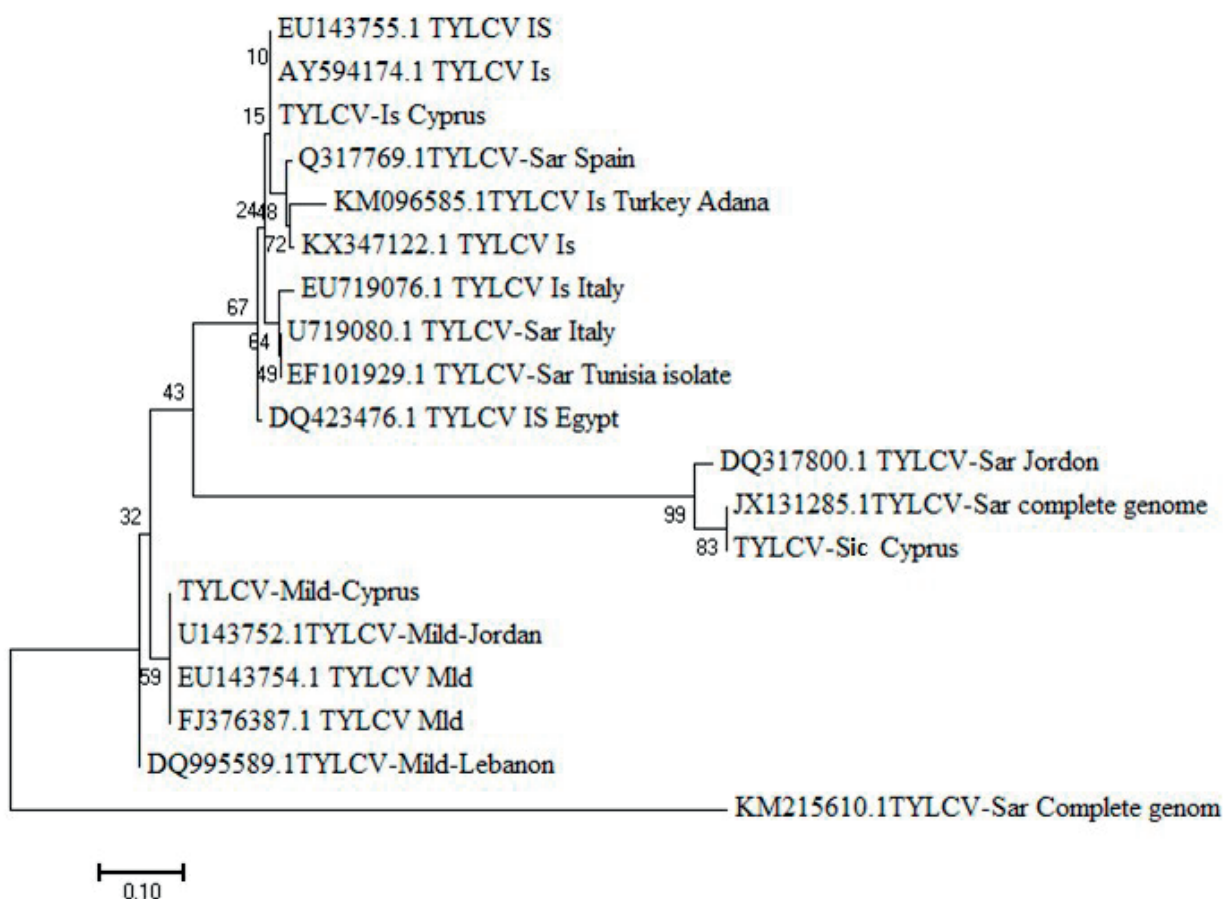 EU143755.1 TYLCV IS
10
AY594174.1 TYLCV Is
15
TYLCV-Is Cyprus
Q317769.1TYLCV-Sar Spain
KM096585.1TYLCV Is Turkey Adana
24
48
72
KX347122.1 TYLCV Is
EU719076.1 TYLCV Is Italy
67
U719080.1 TYLCV-Sar Italy
64
49
EF101929.1 TYLCV-Sar Tunisia isolate
43
DQ423476.1 TYLCV IS Egypt
DQ317800.1 TYLCV-Sar Jordon
JX131285.1TYLCV-Sar complete genome
99
32
83
TYLCV-Sic Cyprus
TYLCV-Mild-Cyprus
U143752.1TYLCV-Mild-Jordan
59
EU143754.1 TYLCV Mld
FJ376387.1 TYLCV Mld
DQ995589.1TYLCV-Mild-Lebanon
KM215610.1TYLCV-Sar Complete genom
0.10